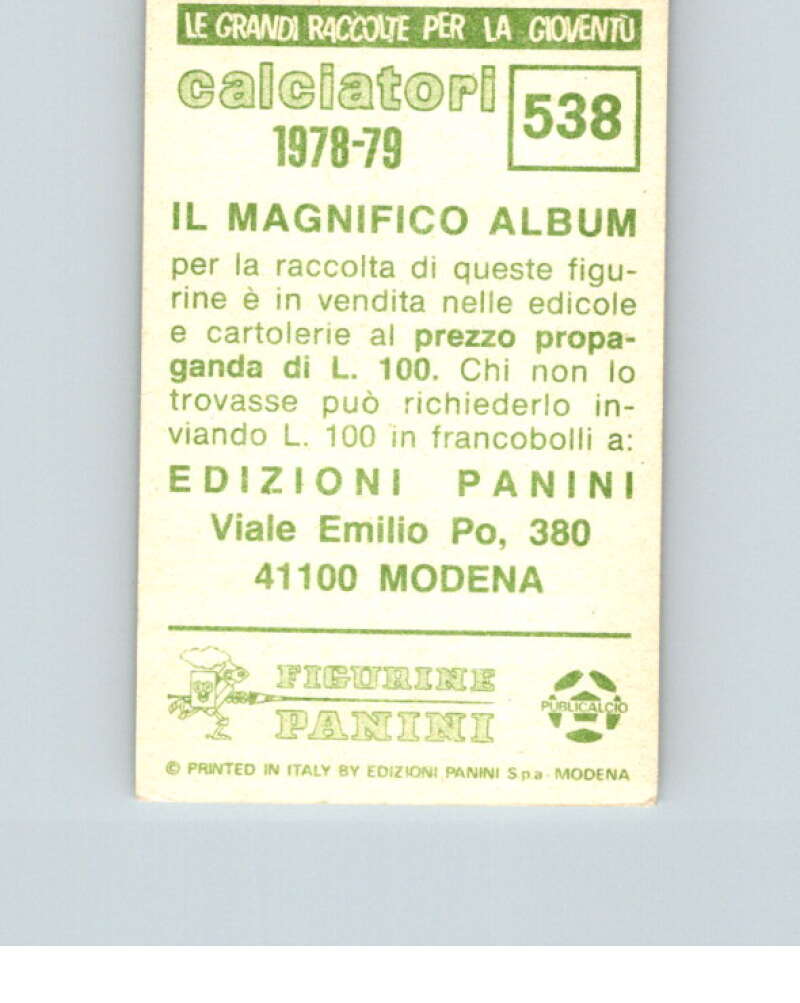 LE GRANDI RACCOLTE PER LA GIOVENTÙ
calciatori
1978-79
538
IL MAGNIFICO ALBUM
per la raccolta di queste figu-
rine è in vendita nelle edicole
e cartolerie al prezzo propa-
ganda di L. 100. Chi non lo
trovasse può richiederlo in-
viando L. 100 in francobolli a:
EDIZIONI PANINI
Viale Emilio Po, 380
41100 MODENA
FIGURINE
PANINI
PUBLICALCIO
© PRINTED IN ITALY BY EDIZIONI PANINI S.p.a. MODENA